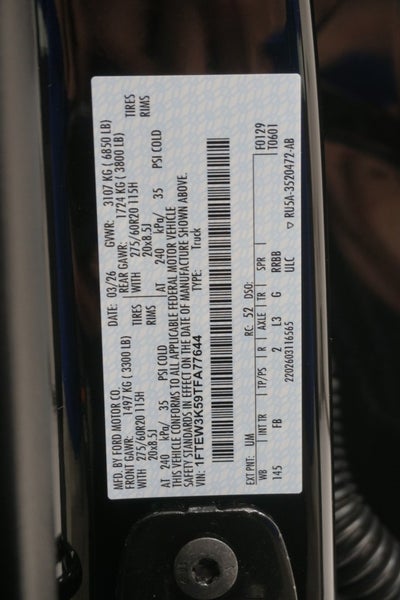 MFD. BY FORD MOTOR CO.
DATE: 03/26 GVWR: 3107 KG ( 6850 LB)
FRONT GAWR: 1497 KG ( 3300 LB) REAR GAWR: 1724 KG ( 3800 LB)
WITH 275/60R20 115H TIRES WITH 275/60R20 115H TIRES
20x8.5J RIMS 20x8.5J RIMS
AT 240 kPa/ 35 PSI COLD AT 240 kPa/ 35 PSI COLD
THIS VEHICLE CONFORMS TO ALL APPLICABLE FEDERAL MOTOR VEHICLE
SAFETY STANDARDS IN EFFECT ON THE DATE OF MANUFACTURE SHOWN ABOVE.
VIN: 1FTEW3K59TFA77644
TYPE: Truck
F0129
T0601
EXT PNT: UM RC: 52 DSO:
WB INT TR TP/PS R AXLE TR SPR
145 FB 2 L3 G RRBB
2202603116565 ULC
▽ RU5A-3520472-AB